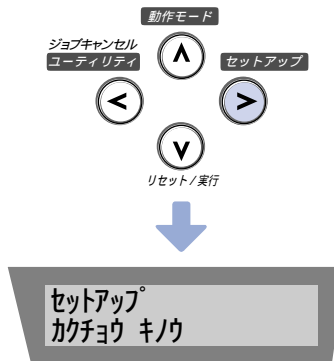 動作モード
ジョブキャンセル
ユーティリティ
セットアップ
リセット/実行
セットアップ
カクチョウ キノウ